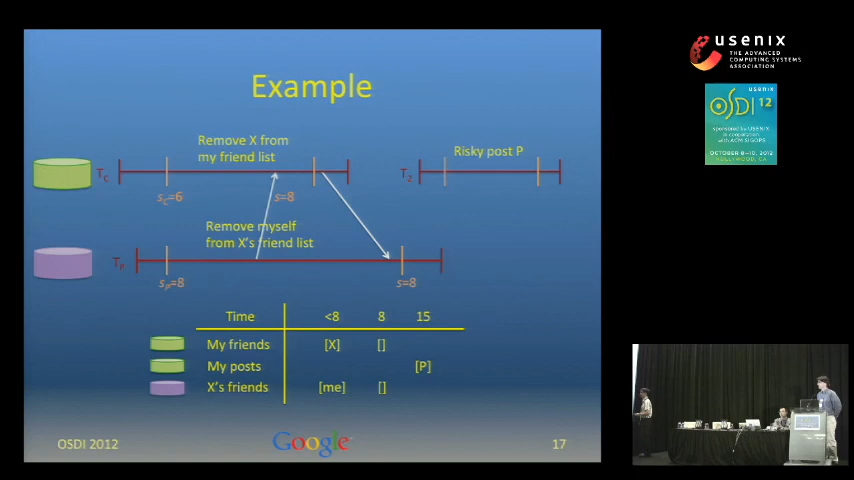 Example
Remove X from
my friend list
Risky post P
T_C
T_2
s_C=6
s=8
Remove myself
from X's friend list
T_P
s_P=8
s=8
Time <8 8 15
My friends [X] []
My posts [P]
X's friends [me] []
OSDI 2012
Google
17
usenix
THE ADVANCED
COMPUTING SYSTEMS
ASSOCIATION
usenix
OSDI 12
sponsored by USENIX
in cooperation
with ACM SIGOPS
OCTOBER 8–10, 2012
HOLLYWOOD, CA